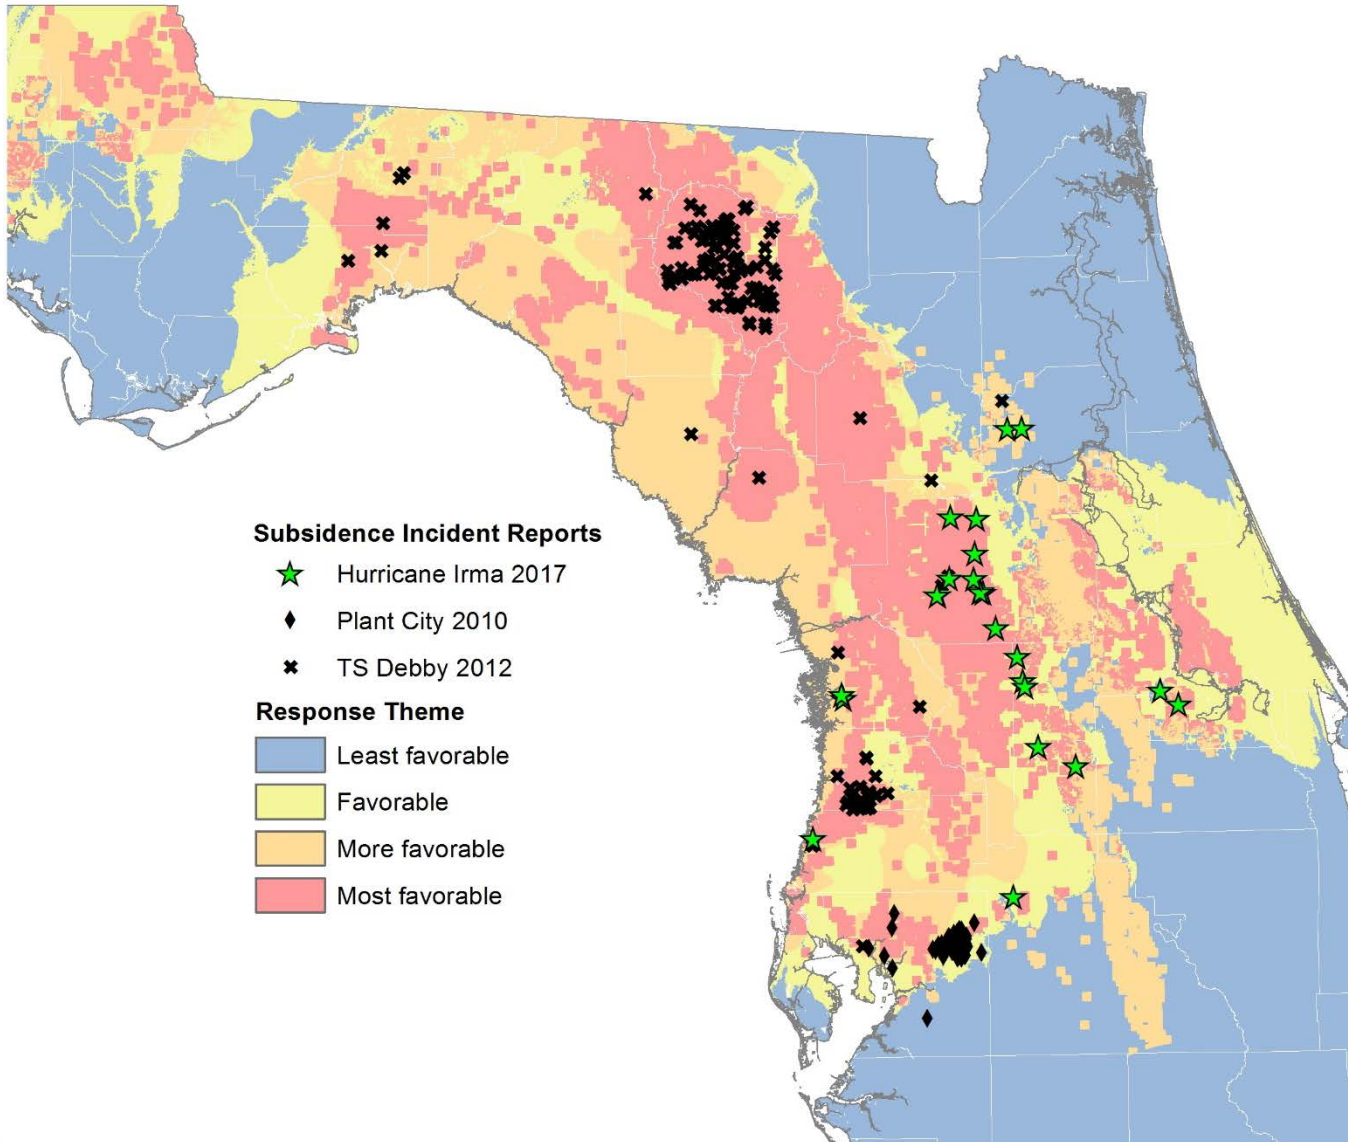 Subsidence Incident Reports
Hurricane Irma 2017
Plant City 2010
TS Debby 2012
Response Theme
Least favorable
Favorable
More favorable
Most favorable